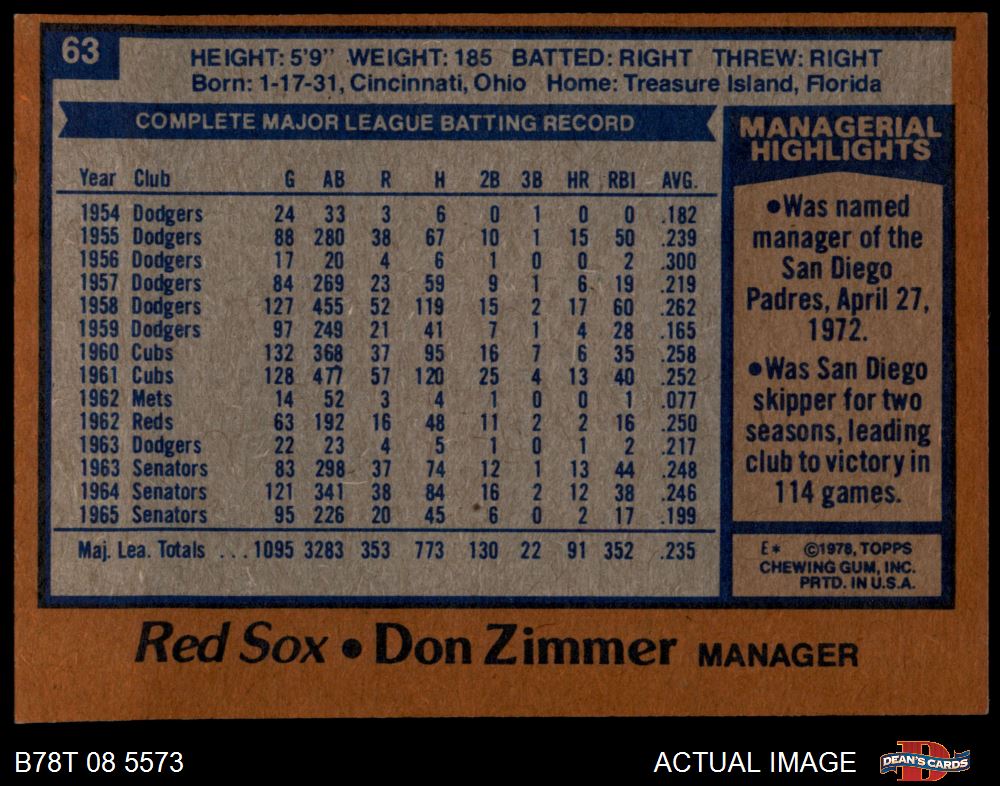 63
HEIGHT: 5'9" WEIGHT: 185 BATTED: RIGHT THREW: RIGHT
Born: 1-17-31, Cincinnati, Ohio Home: Treasure Island, Florida
COMPLETE MAJOR LEAGUE BATTING RECORD
Year Club G AB R H 2B 3B HR RBI AVG.
1954 Dodgers 24 33 3 6 0 1 0 0 .182
1955 Dodgers 88 280 38 67 10 1 15 50 .239
1956 Dodgers 17 20 4 6 1 0 0 2 .300
1957 Dodgers 84 269 23 59 9 1 6 19 .219
1958 Dodgers 127 455 52 119 15 2 17 60 .262
1959 Dodgers 97 249 21 41 7 1 4 28 .165
1960 Cubs 132 368 37 95 16 7 6 35 .258
1961 Cubs 128 477 57 120 25 4 13 40 .252
1962 Mets 14 52 3 4 1 0 0 1 .077
1962 Reds 63 192 16 48 11 2 2 16 .250
1963 Dodgers 22 23 4 5 1 0 1 2 .217
1963 Senators 83 298 37 74 12 1 13 44 .248
1964 Senators 121 341 38 84 16 2 12 38 .246
1965 Senators 95 226 20 45 6 0 2 17 .199
Maj. Lea. Totals ...1095 3283 353 773 130 22 91 352 .235
MANAGERIAL
HIGHLIGHTS
•Was named
manager of the
San Diego
Padres, April 27,
1972.
•Was San Diego
skipper for two
seasons, leading
club to victory in
114 games.
E* ©1978, TOPPS
CHEWING GUM, INC.
PRTD. IN U.S.A.
Red Sox • Don Zimmer MANAGER
B78T 08 5573
ACTUAL IMAGE
DEAN'S CARDS